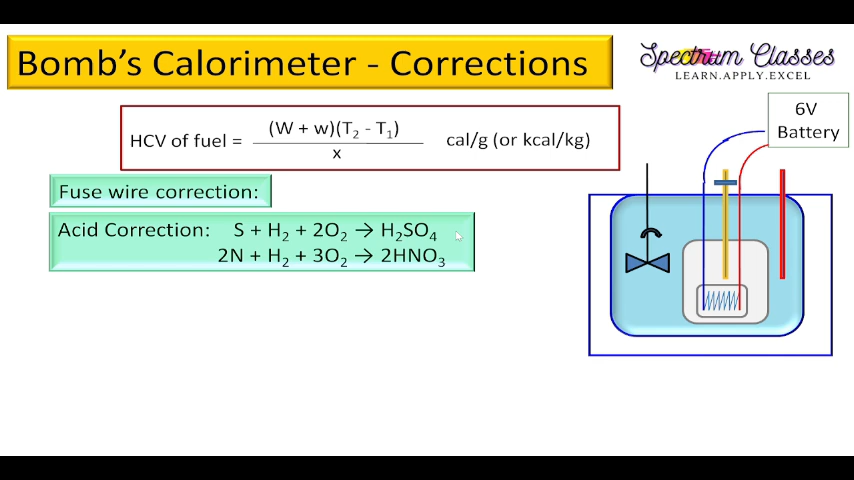 Bomb's Calorimeter - Corrections
Spectrum Classes
LEARN.APPLY.EXCEL
6V
Battery
HCV of fuel = (W + w)(T₂ - T₁) / x cal/g (or kcal/kg)
Fuse wire correction:
Acid Correction: S + H₂ + 2O₂ → H₂SO₄
2N + H₂ + 3O₂ → 2HNO₃